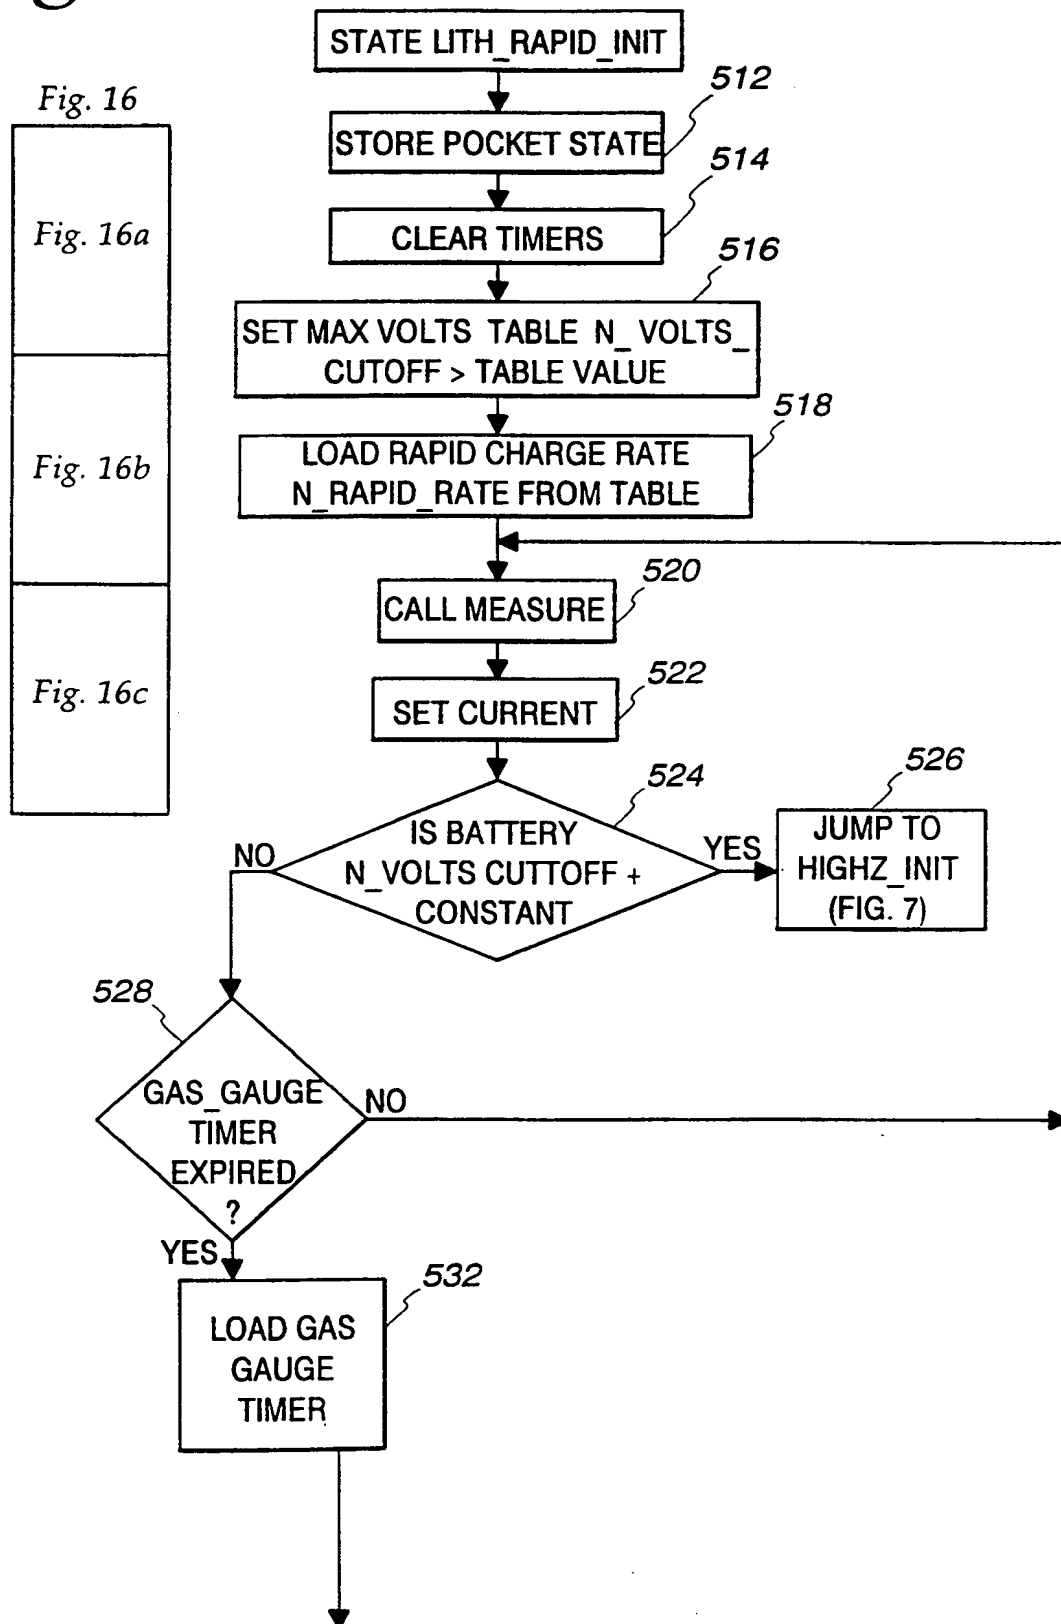 STATE LITH_RAPID_INIT
512
Fig. 16
STORE POCKET STATE
514
Fig. 16a
CLEAR TIMERS
516
SET MAX VOLTS TABLE N_VOLTS_
CUTOFF > TABLE VALUE
518
Fig. 16b
LOAD RAPID CHARGE RATE
N_RAPID_RATE FROM TABLE
520
CALL MEASURE
Fig. 16c
522
SET CURRENT
524
526
IS BATTERY
N_VOLTS CUTTOFF +
CONSTANT
NO
YES
JUMP TO
HIGHZ_INIT
(FIG. 7)
528
GAS_GAUGE
TIMER
EXPIRED
?
NO
YES
532
LOAD GAS
GAUGE
TIMER